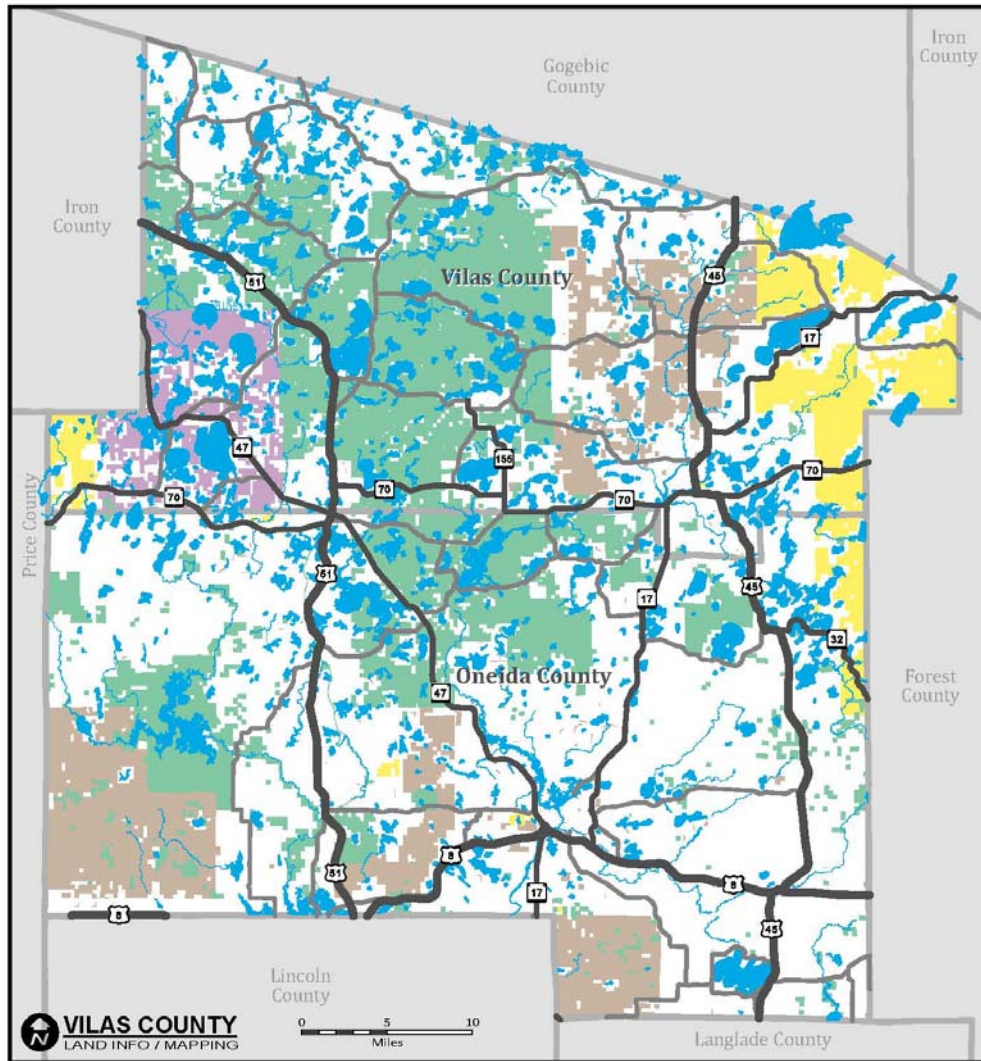 Iron
County
Gogebic
County
Iron
County
51
Vilas County
45
17
47
155
70
70
70
70
Price County
51
45
17
32
Oneida County
47
Forest
County
8
51
8
17
8
45
8
Lincoln
County
Langlade County
N
VILAS COUNTY
LAND INFO / MAPPING
0 5 10
Miles